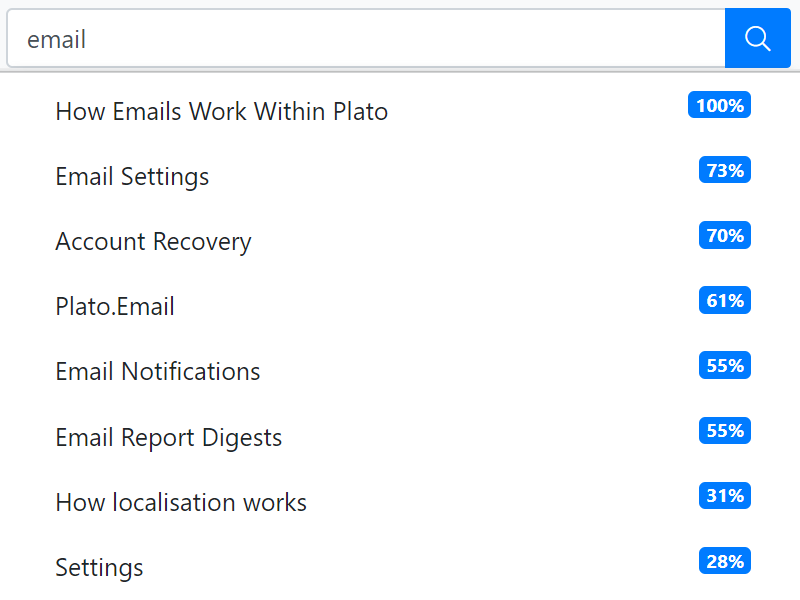 email
How Emails Work Within Plato 100%
Email Settings 73%
Account Recovery 70%
Plato.Email 61%
Email Notifications 55%
Email Report Digests 55%
How localisation works 31%
Settings 28%